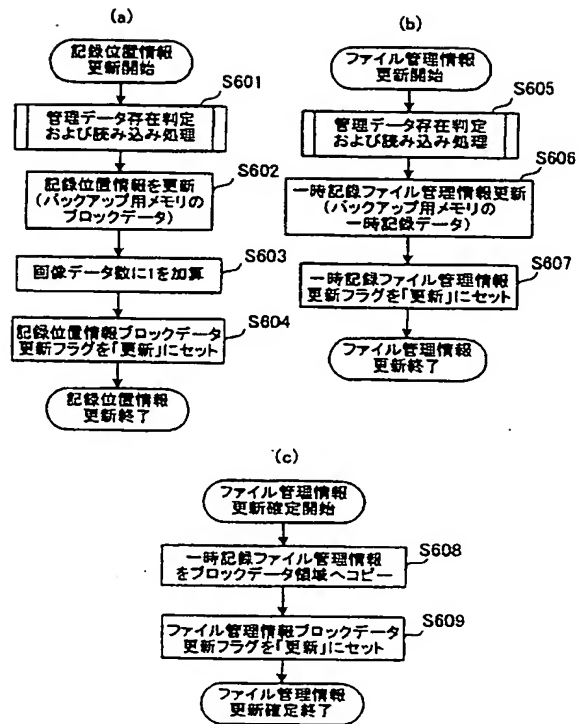 (a)
記録位置情報
更新開始
S601
管理データ存在判定
および読み込み処理
S602
記録位置情報を更新
(バックアップ用メモリの
ブロックデータ)
S603
画像データ数に1を加算
S604
記録位置情報ブロックデータ
更新フラグを「更新」にセット
記録位置情報
更新終了
(b)
ファイル管理情報
更新開始
S605
管理データ存在判定
および読み込み処理
S606
一時記録ファイル管理情報更新
(バックアップ用メモリの
一時記録データ)
S607
一時記録ファイル管理情報
更新フラグを「更新」にセット
ファイル管理情報
更新終了
(c)
ファイル管理情報
更新確定開始
S608
一時記録ファイル管理情報
をブロックデータ領域へコピー
S609
ファイル管理情報ブロックデータ
更新フラグを「更新」にセット
ファイル管理情報
更新確定終了